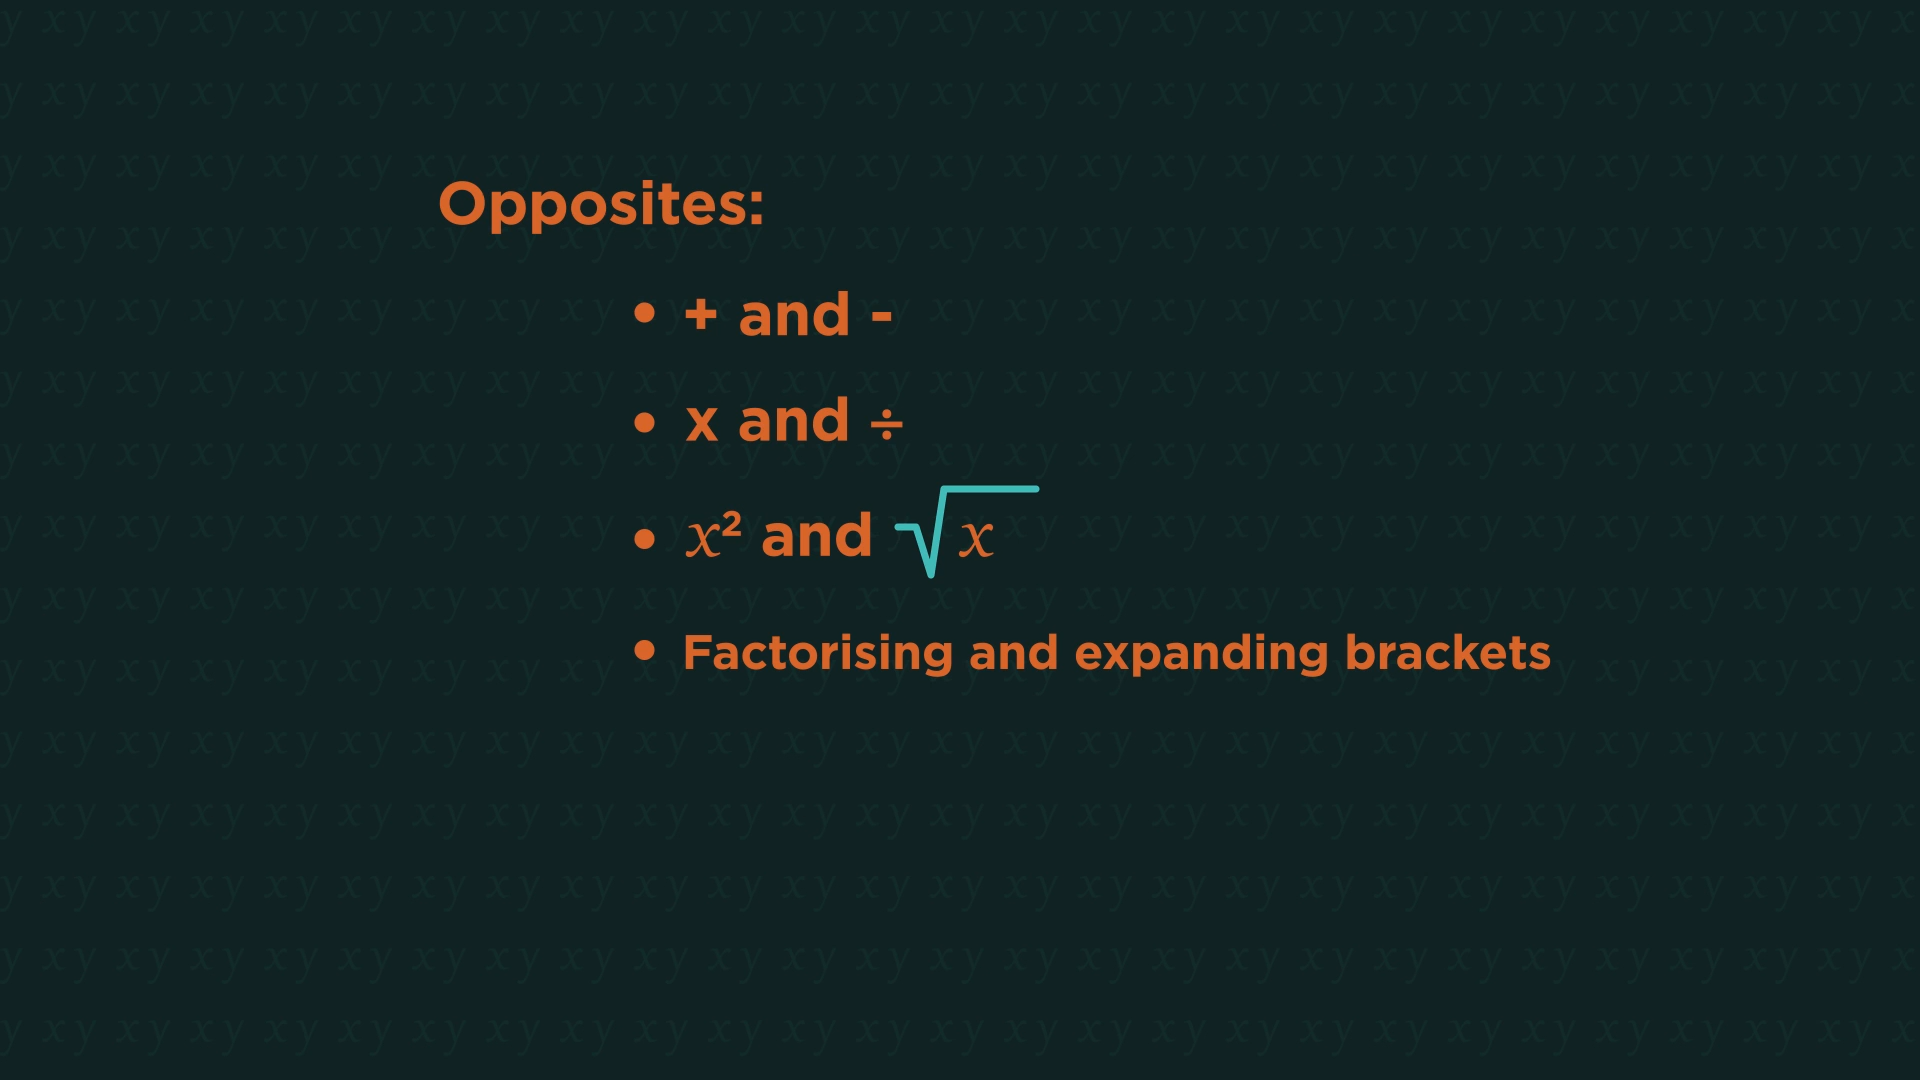 Opposites:
• + and -
• x and ÷
• x² and √x
• Factorising and expanding brackets